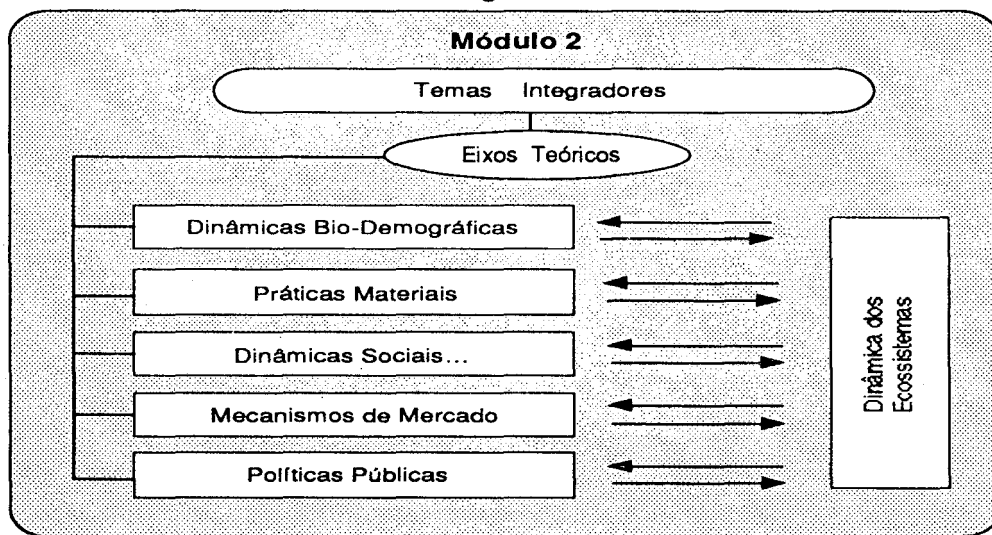 Módulo 2
Temas Integradores
Eixos Teóricos
Dinâmicas Bio-Demográficas
Práticas Materiais
Dinâmicas Sociais...
Mecanismos de Mercado
Políticas Públicas
Dinâmica dos
Ecossistemas